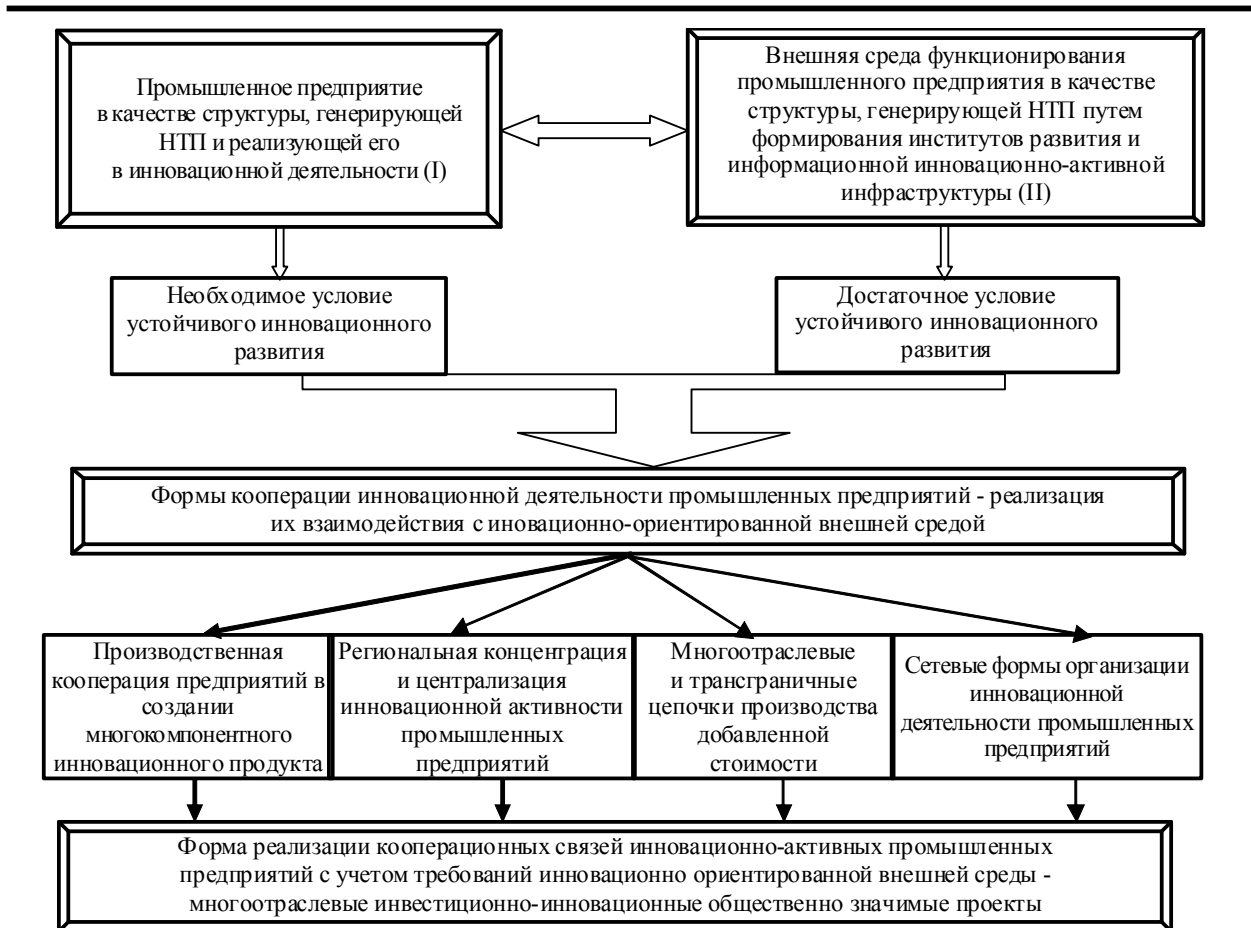 Промышленное предприятие
в качестве структуры, генерирующей
НТП и реализующей его
в инновационной деятельности (I)
Внешняя среда функционирования
промышленного предприятия в качестве
структуры, генерирующей НТП путем
формирования институтов развития и
информационной инновационно-активной
инфраструктуры (II)
Необходимое условие
устойчивого инновационного
развития
Достаточное условие
устойчивого инновационного
развития
Формы кооперации инновационной деятельности промышленных предприятий - реализация
их взаимодействия с иновационно-ориентированной внешней средой
Производственная
кооперация предприятий в
создании
многокомпонентного
инновационного продукта
Региональная концентрация
и централизация
инновационной активности
промышленных
предприятий
Многоотраслевые
и трансграничные
цепочки производства
добавленной
стоимости
Сетевые формы организации
инновационной
деятельности промышленных
предприятий
Форма реализации кооперационных связей инновационно-активных промышленных
предприятий с учетом требований инновационно ориентированной внешней среды -
многоотраслевые инвестиционно-инновационные общественно значимые проекты